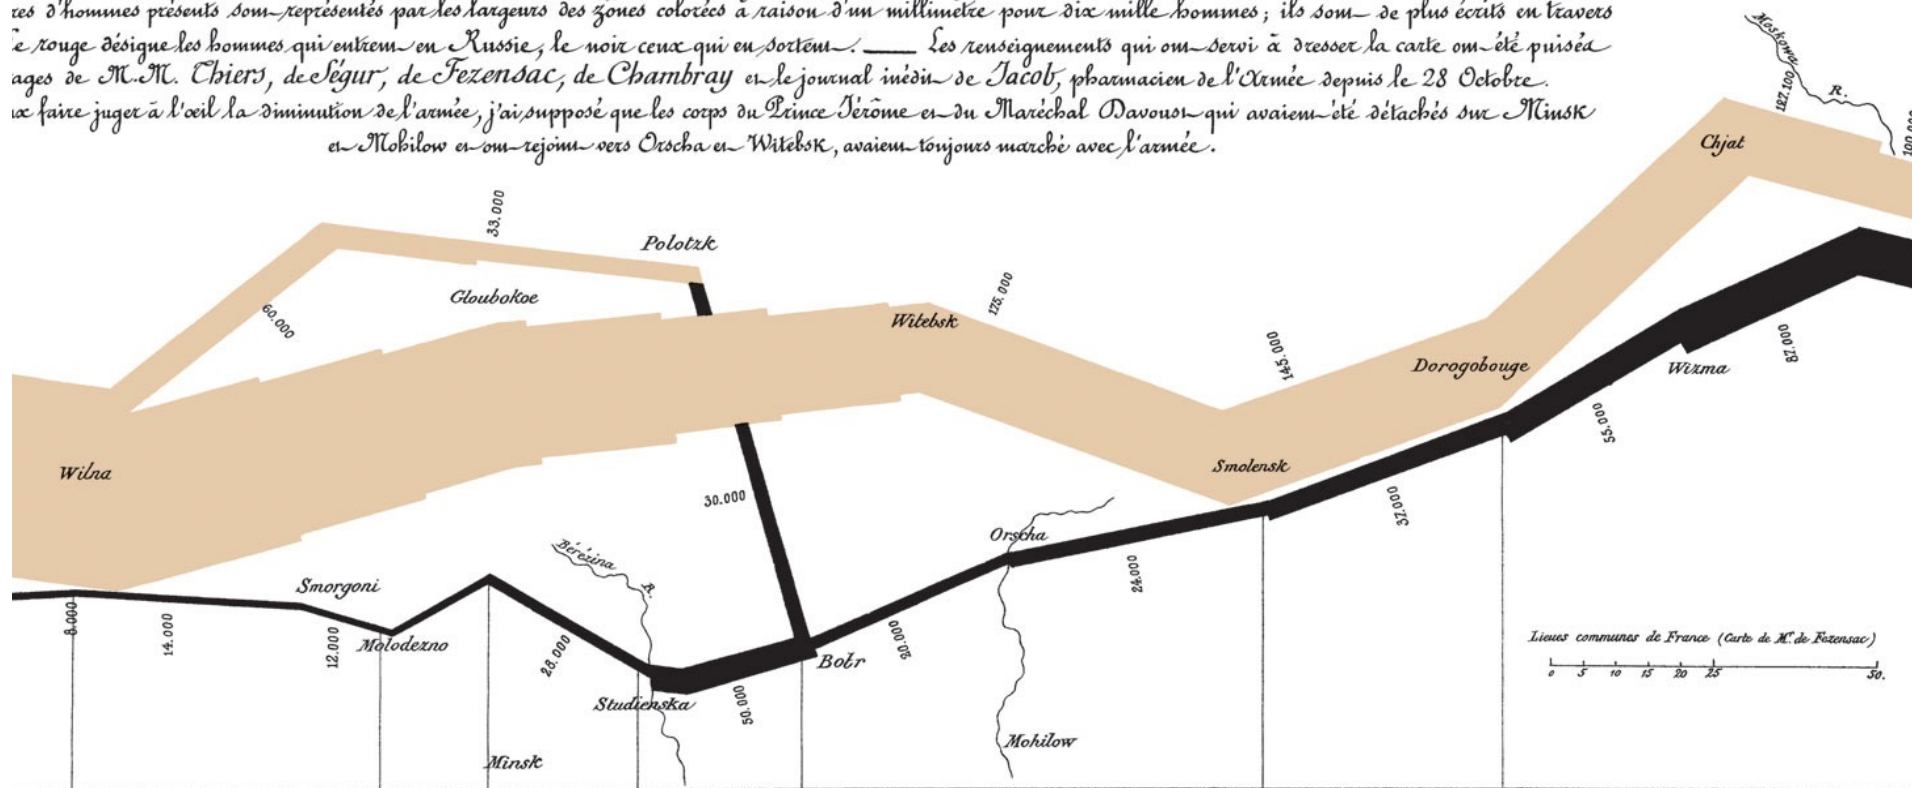 res d'hommes présents sont représentés par les largeurs des zones colorées à raison d'un millimètre pour dix mille hommes ; ils sont de plus écrits en travers
Le rouge désigne les hommes qui entrent en Russie, le noir ceux qui en sortent. — Les renseignements qui ont servi à dresser la carte ont été puisés
ages de M.M. Thiers, de Ségur, de Fezensac, de Chambray et le journal inédit de Jacob, pharmacien de l'Armée depuis le 28 Octobre.
ux faire juger à l'œil la diminution de l'armée, j'ai supposé que les corps du Prince Jérôme et du Maréchal Davoust qui avaient été détachés sur Minsk
et Mohilow et ont rejoint vers Orscha et Witebsk, avaient toujours marché avec l'armée.
Moskowa R.
127.100
100.000
Chjat
33.000
Polotzk
Gloubokoe
60.000
175.000
Witebsk
145.000
Dorogobouge
Wizma
87.000
55.000
Wilna
Smolensk
30.000
37.000
Orscha
24.000
Bérézina R.
Smorgoni
8.000
14.000
12.000
Molodezno
28.000
20.000
Botr
Studienska
50.000
Minsk
Mohilow
Lieues communes de France (Carte de Mr. de Fezensac)
0 5 10 15 20 25 50.